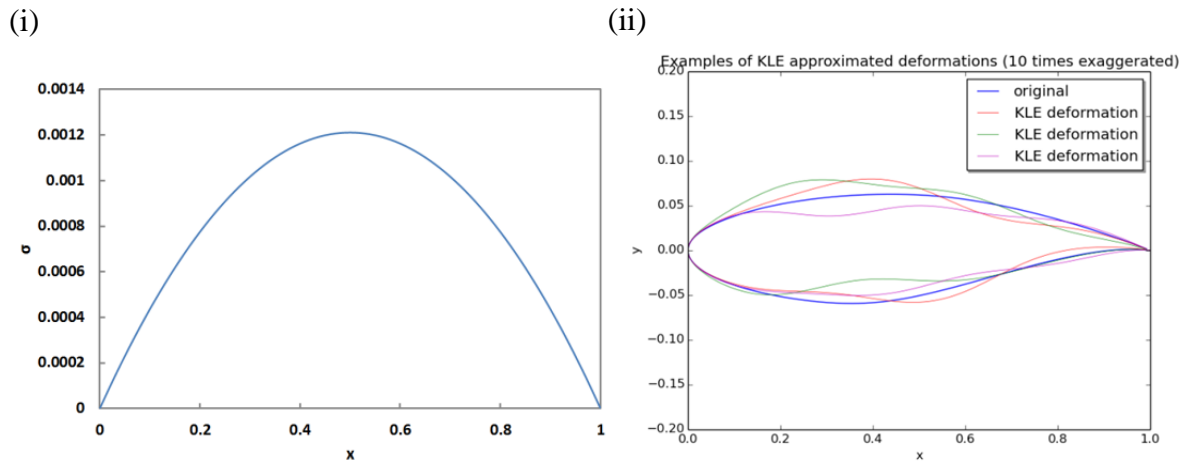 (i)
(ii)
0.0014
0.0012
0.001
0.0008
0.0006
0.0004
0.0002
0
σ
0 0.2 0.4 0.6 0.8 1
x
Examples of KLE approximated deformations (10 times exaggerated)
0.20
0.15
0.10
0.05
0.00
−0.05
−0.10
−0.15
−0.20
y
original
KLE deformation
KLE deformation
KLE deformation
0.0 0.2 0.4 0.6 0.8 1.0
x